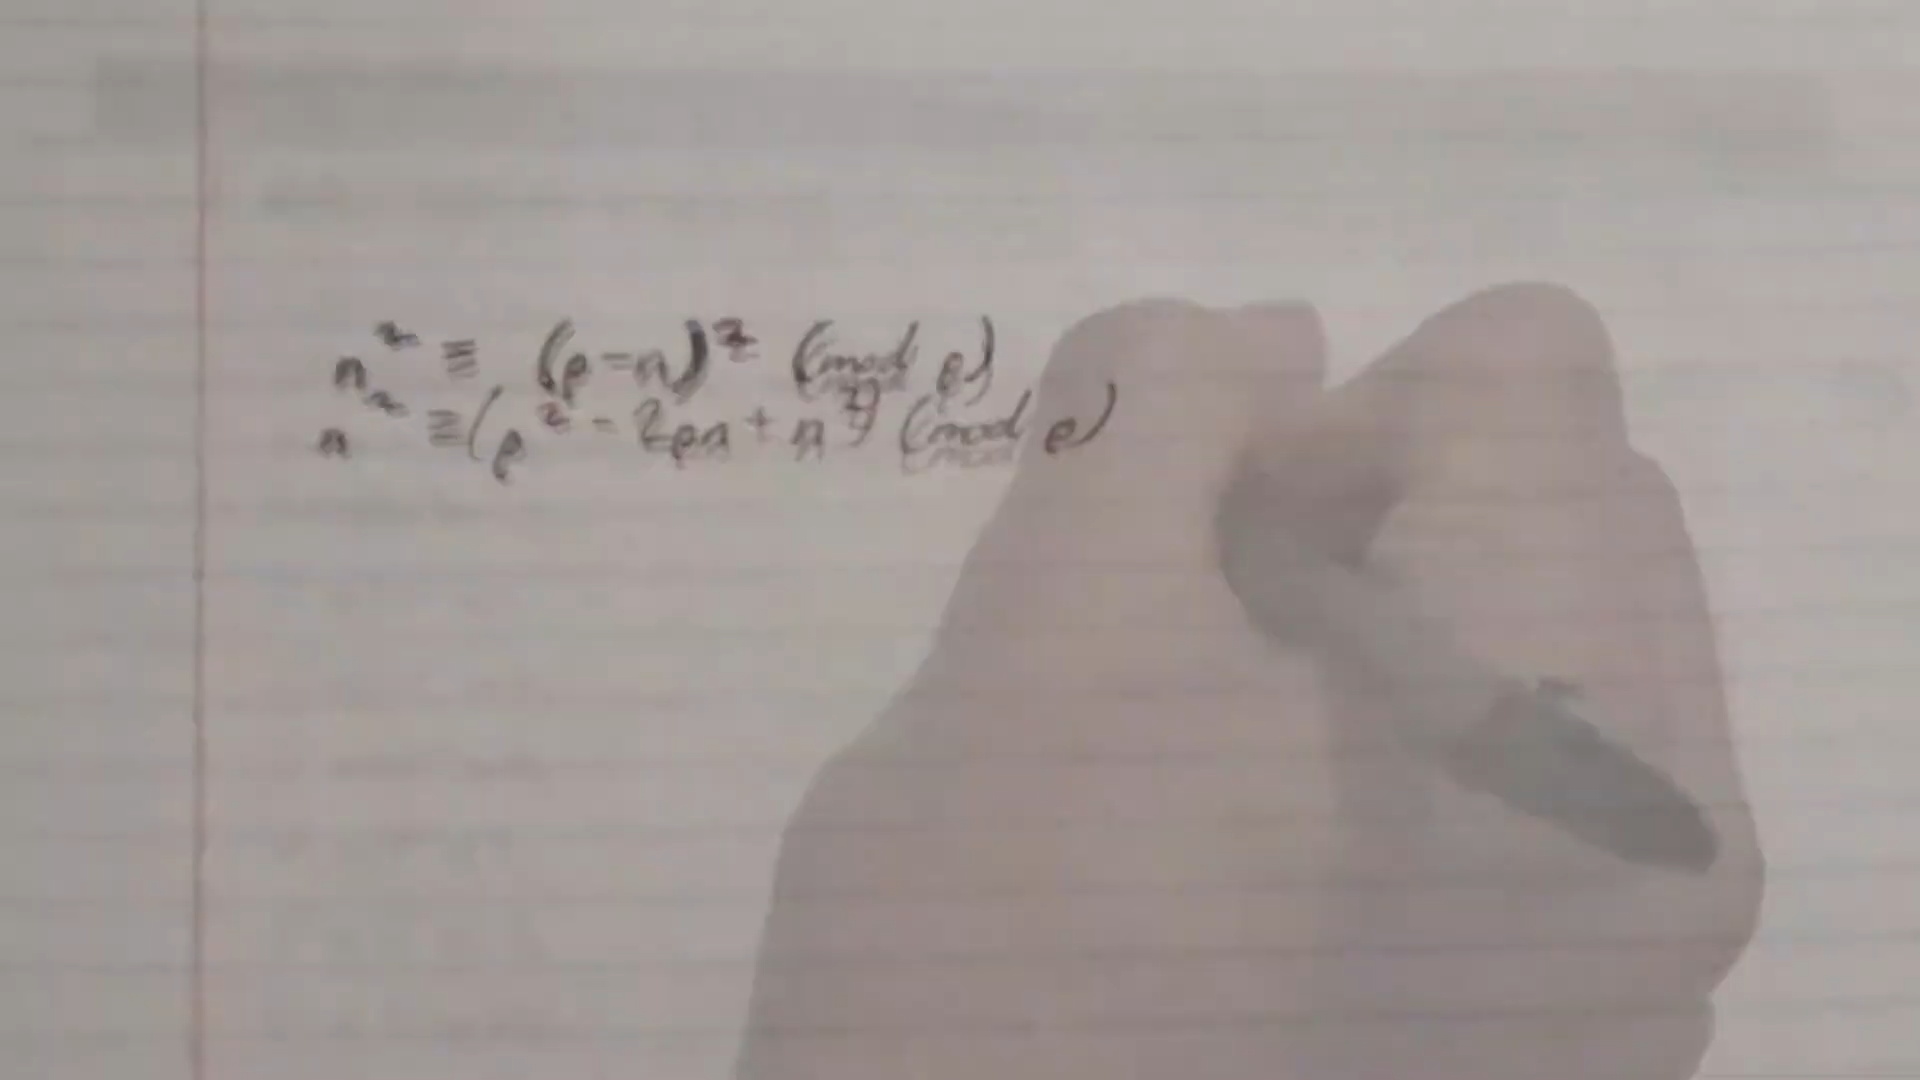 n² ≡ (p-n)² (mod p)
n² ≡ (p² - 2pn + n²) (mod p)